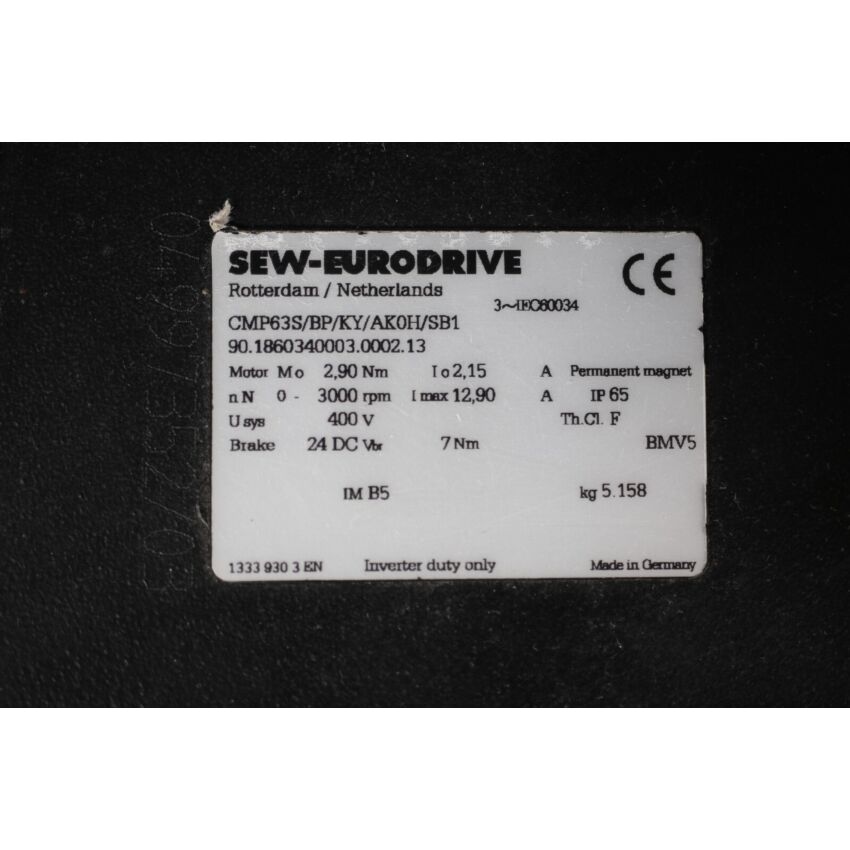 SEW-EURODRIVE CE
Rotterdam / Netherlands
3~IEC60034
CMP63S/BP/KY/AK0H/SB1
90.1860340003.0002.13
Motor Mo 2,90 Nm Io 2,15 A Permanent magnet
nN 0 - 3000 rpm Imax 12,90 A IP 65
Usys 400 V Th.Cl. F
Brake 24 DC Vbr 7 Nm BMV5
IM B5 kg 5.158
1333 930 3 EN Inverter duty only Made in Germany